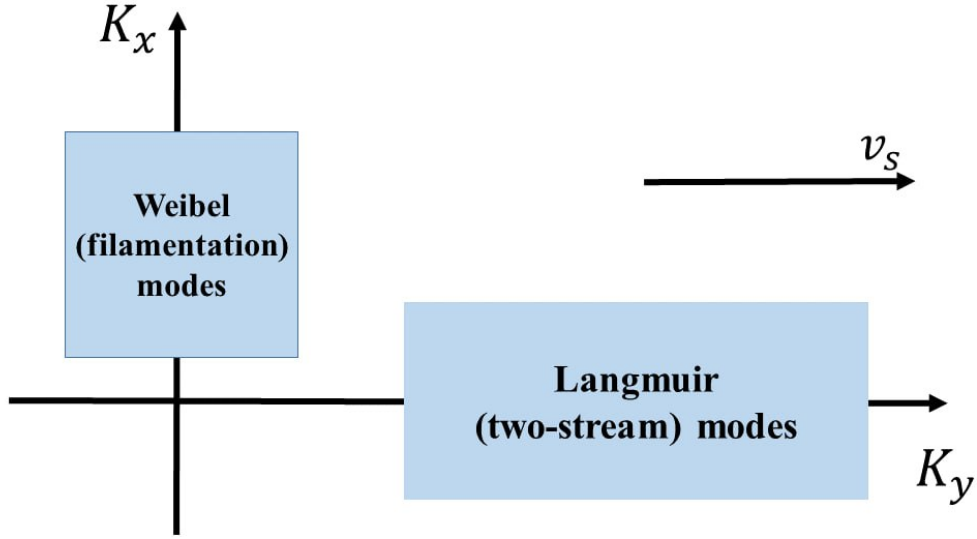 K_x
v_s
Weibel
(filamentation)
modes
Langmuir
(two-stream) modes
K_y